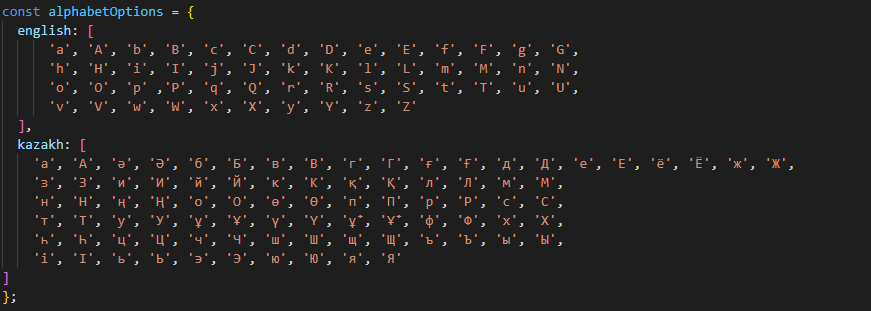 const alphabetOptions = {
english: [
'a', 'A', 'b', 'B', 'c', 'C', 'd', 'D', 'e', 'E', 'f', 'F', 'g', 'G',
'h', 'H', 'i', 'I', 'j', 'J', 'k', 'K', 'l', 'L', 'm', 'M', 'n', 'N',
'o', 'O', 'p' ,'P', 'q', 'Q', 'r', 'R', 's', 'S', 't', 'T', 'u', 'U',
'v', 'V', 'w', 'W', 'x', 'X', 'y', 'Y', 'z', 'Z'
],
kazakh: [
'а', 'А', 'ә', 'Ә', 'б', 'Б', 'в', 'В', 'г', 'Г', 'ғ', 'Ғ', 'д', 'Д', 'е', 'Е', 'ё', 'Ё', 'ж', 'Ж',
'з', 'З', 'и', 'И', 'й', 'Й', 'к', 'К', 'қ', 'Қ', 'л', 'Л', 'м', 'М',
'н', 'Н', 'ң', 'Ң', 'о', 'О', 'ө', 'Ө', 'п', 'П', 'р', 'Р', 'с', 'С',
'т', 'Т', 'у', 'У', 'ұ', 'Ұ', 'ү', 'Ү', 'ұ̃', 'Ұ̃', 'ф', 'Ф', 'х', 'Х',
'һ', 'Һ', 'ц', 'Ц', 'ч', 'Ч', 'ш', 'Ш', 'щ', 'Щ', 'ъ', 'Ъ', 'ы', 'Ы',
'і', 'І', 'ь', 'Ь', 'э', 'Э', 'ю', 'Ю', 'я', 'Я'
]
};